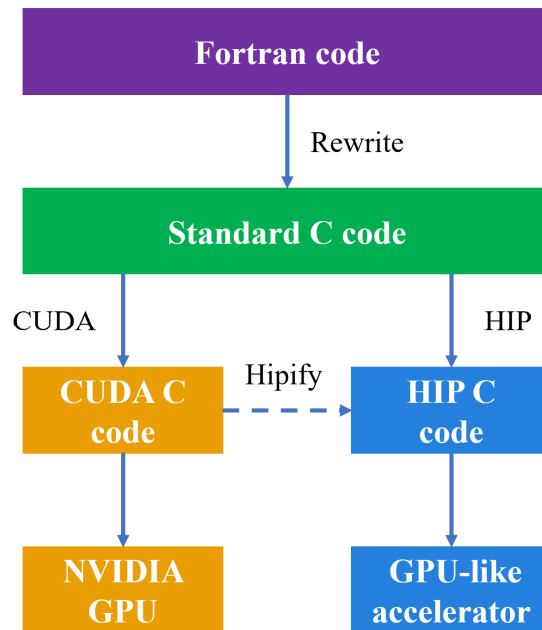 Fortran code
Rewrite
Standard C code
CUDA
HIP
Hipify
CUDA C
code
HIP C
code
NVIDIA
GPU
GPU-like
accelerator